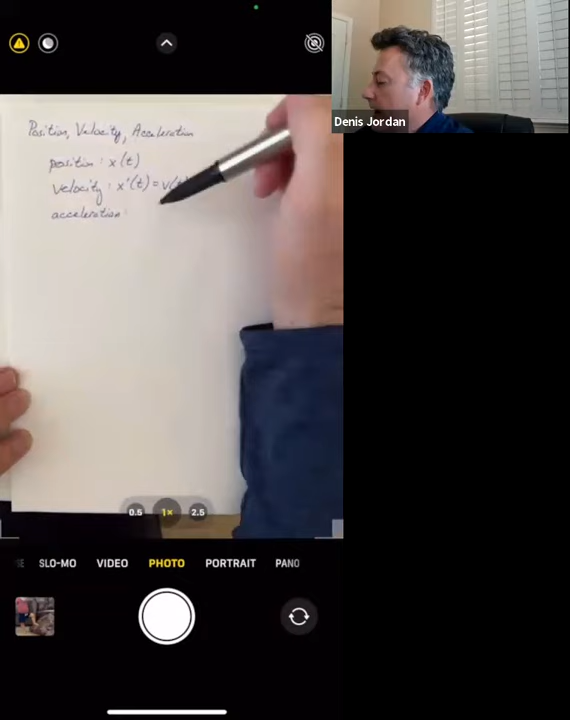 Denis Jordan
Position, Velocity, Acceleration
position: x(t)
velocity: x'(t) = v(t)
acceleration
0.5 1× 2.5
SLO-MO VIDEO PHOTO PORTRAIT PANO